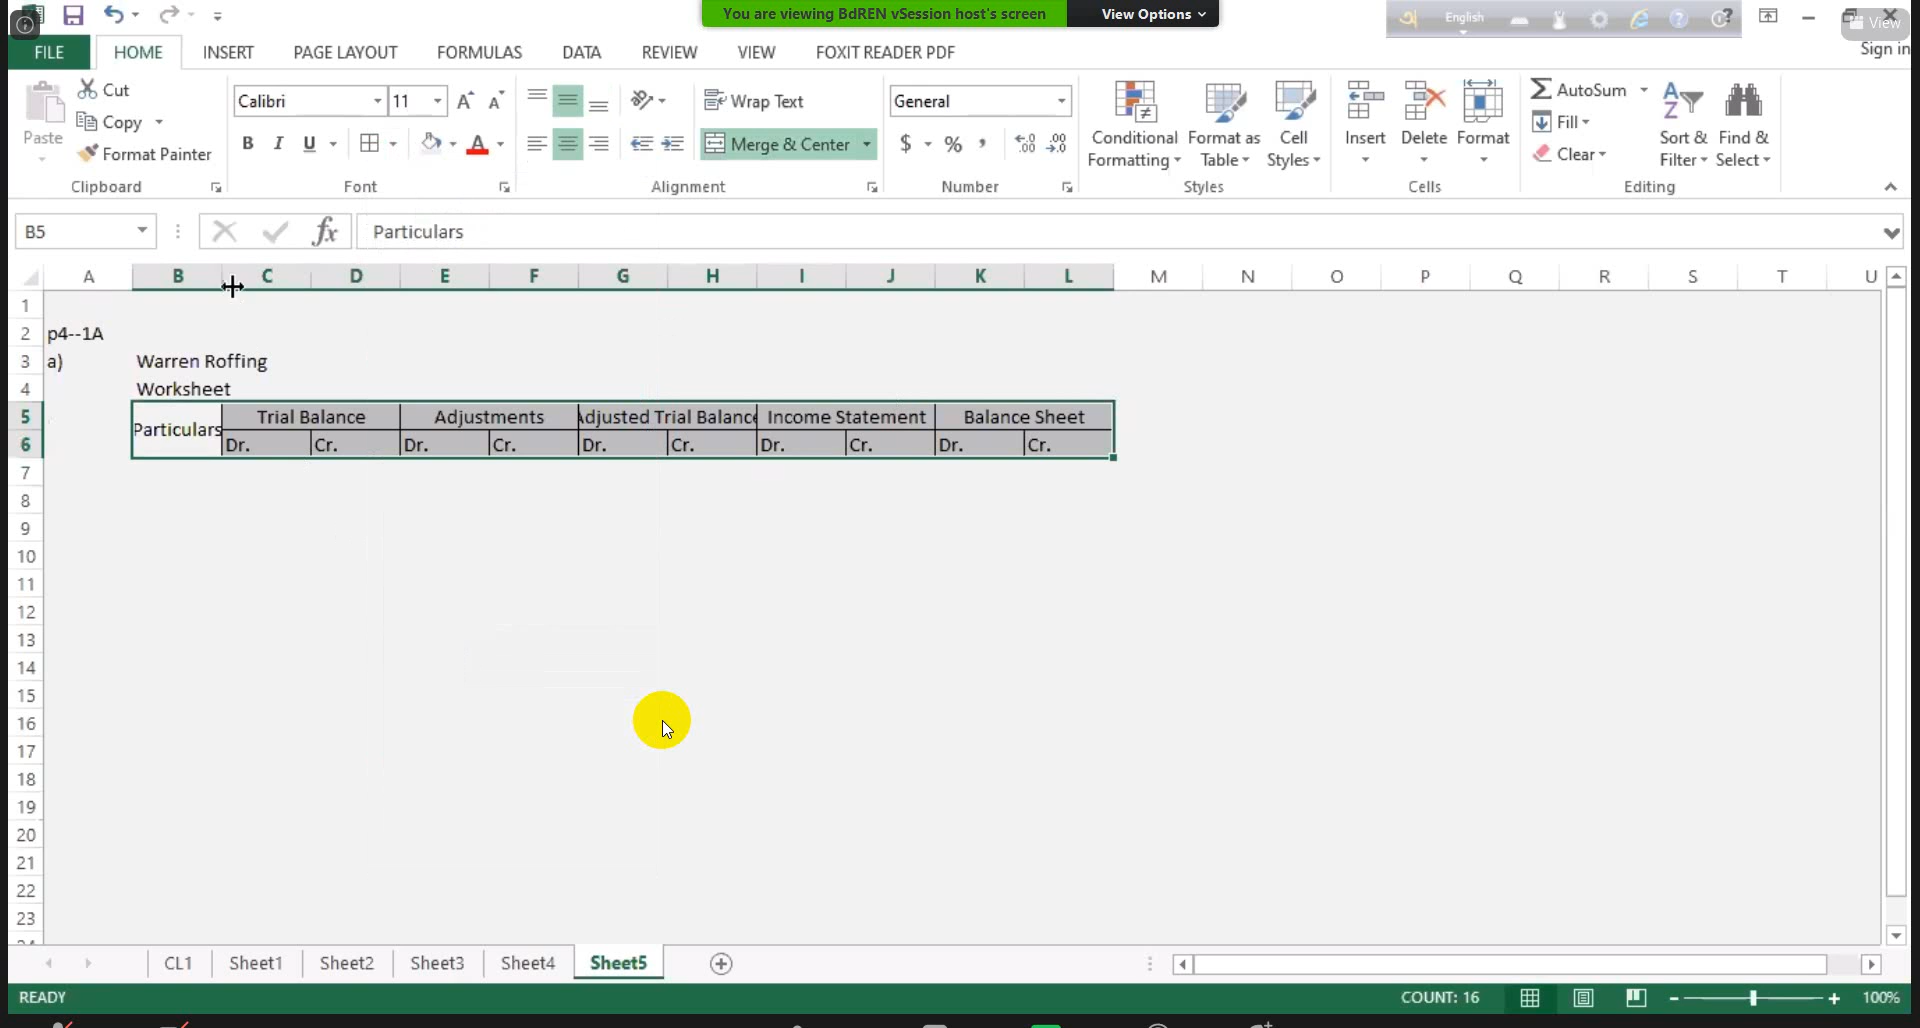 You are viewing BdREN vSession host's screen
View Options
English
View
FILE
HOME
INSERT
PAGE LAYOUT
FORMULAS
DATA
REVIEW
VIEW
FOXIT READER PDF
Sign in
Paste
Cut
Copy
Format Painter
Clipboard
Calibri
11
B I U
Font
Wrap Text
Merge & Center
Alignment
General
$ % ,
Number
Conditional Formatting
Format as Table
Cell Styles
Styles
Insert
Delete
Format
Cells
AutoSum
Fill
Clear
Sort & Filter
Find & Select
Editing
B5
fx
Particulars
A B C D E F G H I J K L M N O P Q R S T U
1
2 p4--1A
3 a) Warren Roffing
4 Worksheet
5 Particulars Trial Balance Adjustments Adjusted Trial Balance Income Statement Balance Sheet
6 Dr. Cr. Dr. Cr. Dr. Cr. Dr. Cr. Dr. Cr.
7
8
9
10
11
12
13
14
15
16
17
18
19
20
21
22
23
24
CL1 Sheet1 Sheet2 Sheet3 Sheet4 Sheet5
READY
COUNT: 16
100%